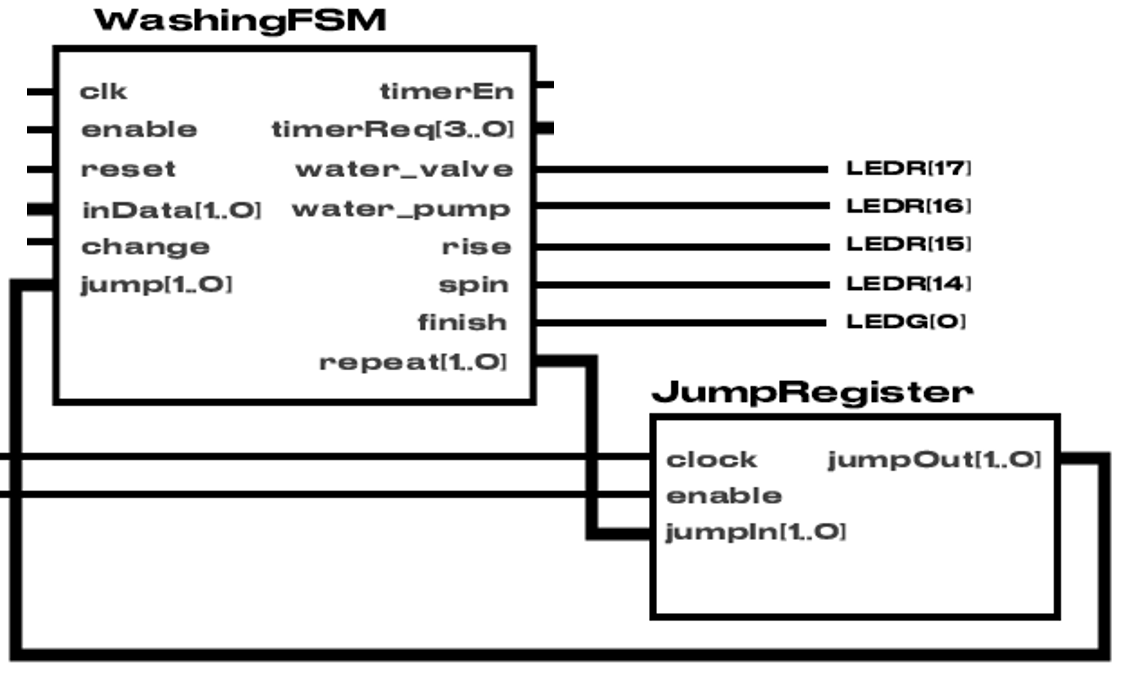 WashingFSM
clk
timerEn
enable
timerReq[3..0]
reset
water_valve
LEDR[17]
inData[1..0]
water_pump
LEDR[16]
change
rise
LEDR[15]
jump[1..0]
spin
LEDR[14]
finish
LEDG[0]
repeat[1..0]
JumpRegister
clock
jumpOut[1..0]
enable
jumpIn[1..0]